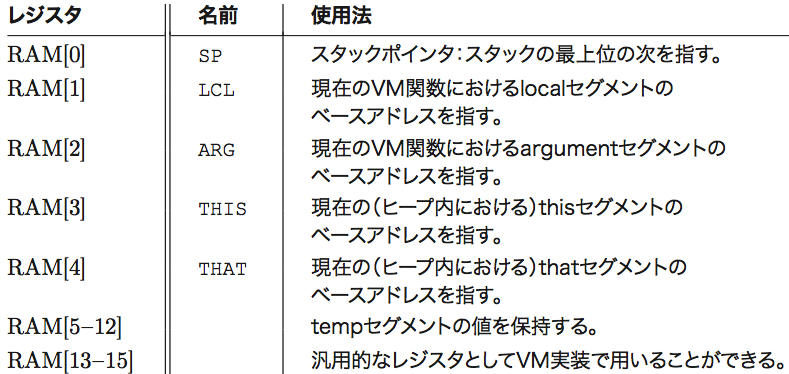 レジスタ 名前 使用法
RAM[0] SP スタックポインタ：スタックの最上位の次を指す。
RAM[1] LCL 現在のVM関数におけるlocalセグメントの
ベースアドレスを指す。
RAM[2] ARG 現在のVM関数におけるargumentセグメントの
ベースアドレスを指す。
RAM[3] THIS 現在の（ヒープ内における）thisセグメントの
ベースアドレスを指す。
RAM[4] THAT 現在の（ヒープ内における）thatセグメントの
ベースアドレスを指す。
RAM[5–12] tempセグメントの値を保持する。
RAM[13–15] 汎用的なレジスタとしてVM実装で用いることができる。